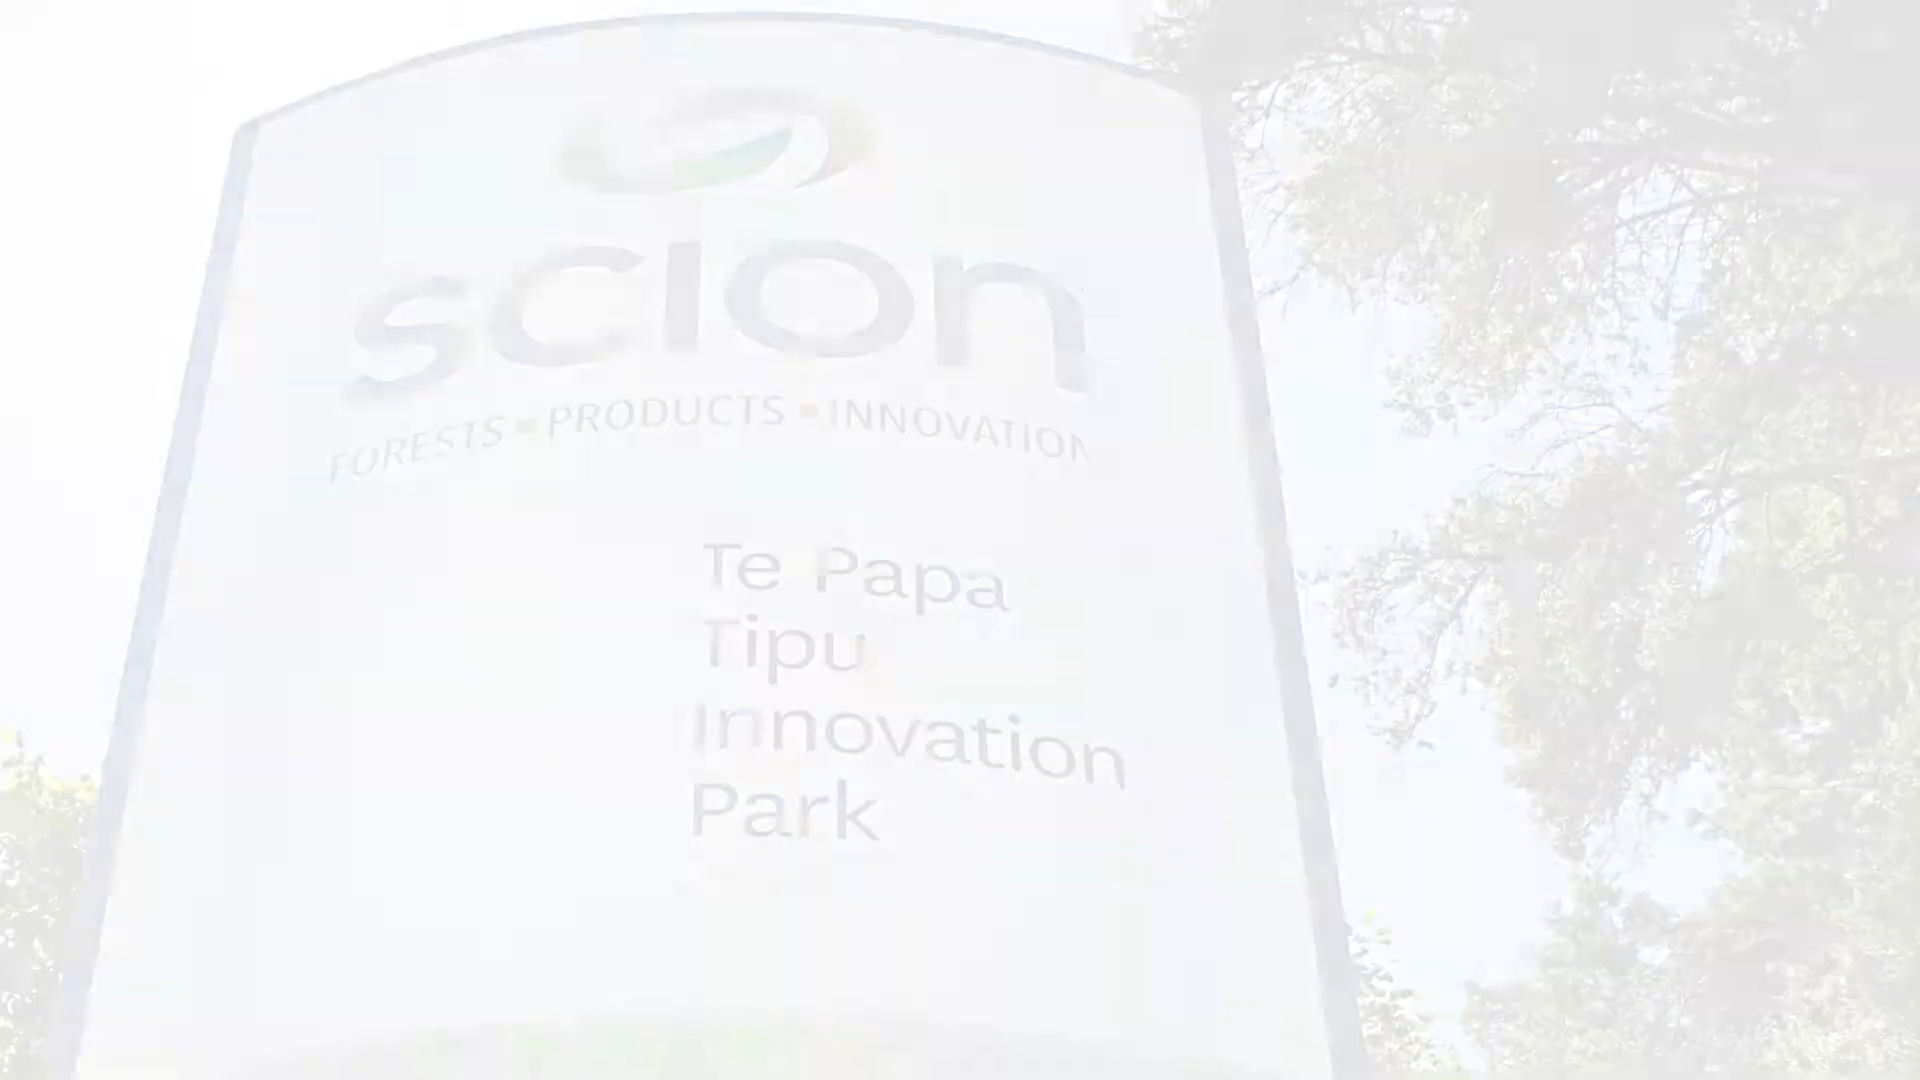 scion
FORESTS ▪ PRODUCTS ▪ INNOVATION
Te Papa
Tipu
Innovation
Park